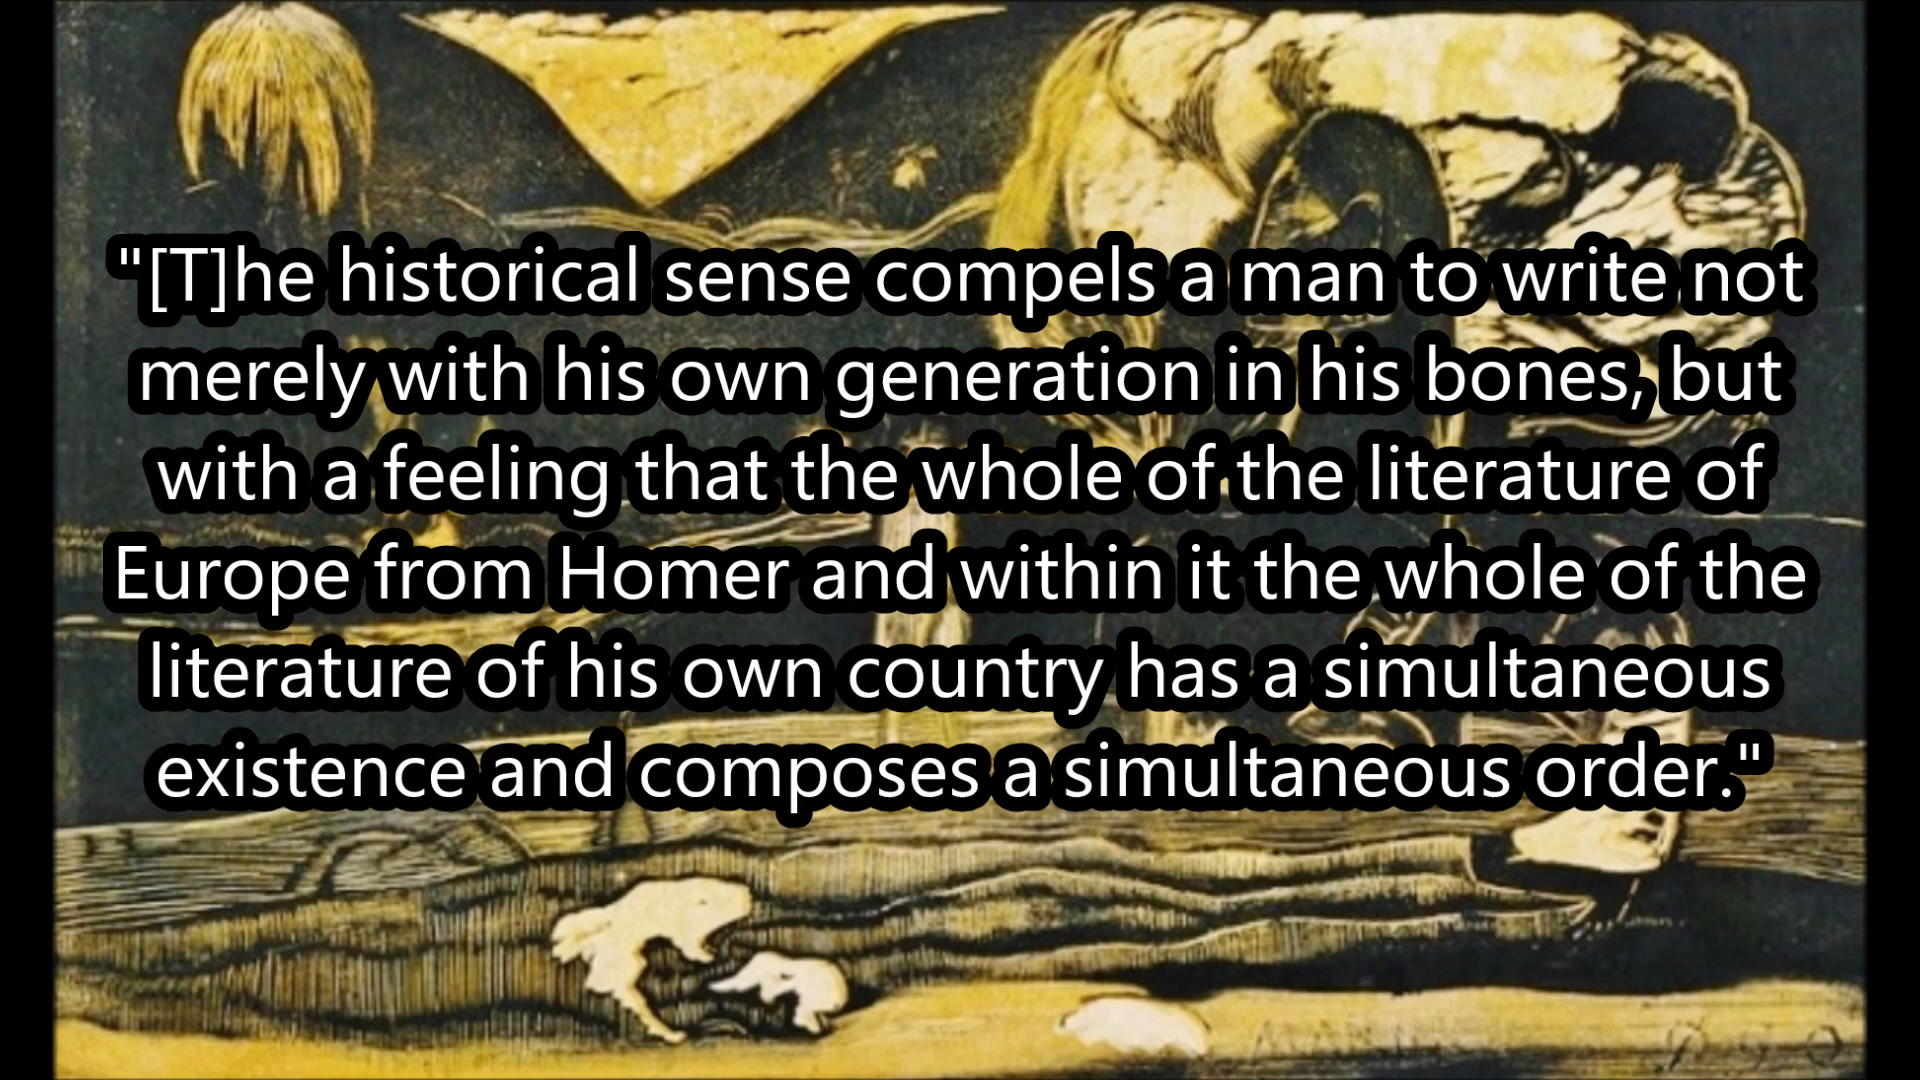 "[T]he historical sense compels a man to write not
merely with his own generation in his bones, but
with a feeling that the whole of the literature of
Europe from Homer and within it the whole of the
literature of his own country has a simultaneous
existence and composes a simultaneous order."